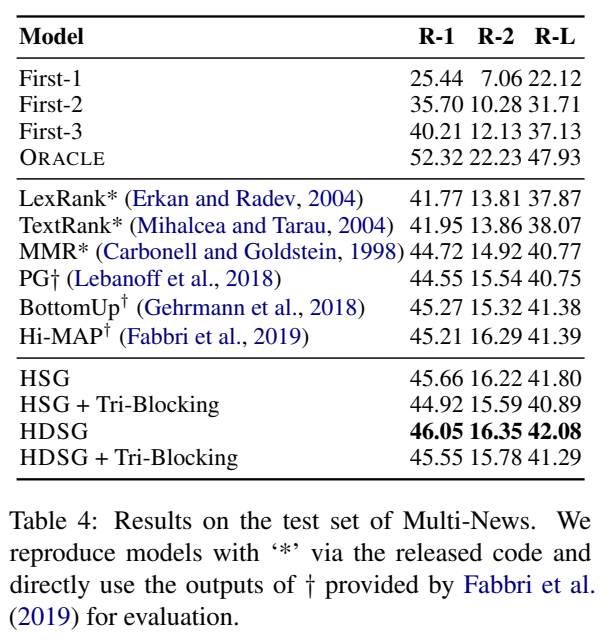 Model R-1 R-2 R-L
First-1 25.44 7.06 22.12
First-2 35.70 10.28 31.71
First-3 40.21 12.13 37.13
ORACLE 52.32 22.23 47.93
LexRank* (Erkan and Radev, 2004) 41.77 13.81 37.87
TextRank* (Mihalcea and Tarau, 2004) 41.95 13.86 38.07
MMR* (Carbonell and Goldstein, 1998) 44.72 14.92 40.77
PG† (Lebanoff et al., 2018) 44.55 15.54 40.75
BottomUp† (Gehrmann et al., 2018) 45.27 15.32 41.38
Hi-MAP† (Fabbri et al., 2019) 45.21 16.29 41.39
HSG 45.66 16.22 41.80
HSG + Tri-Blocking 44.92 15.59 40.89
HDSG 46.05 16.35 42.08
HDSG + Tri-Blocking 45.55 15.78 41.29
Table 4: Results on the test set of Multi-News. We
reproduce models with ‘*’ via the released code and
directly use the outputs of † provided by Fabbri et al.
(2019) for evaluation.